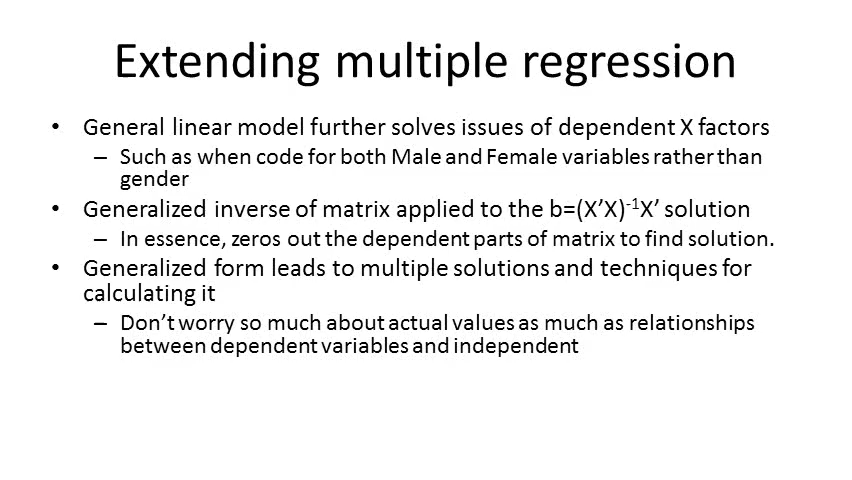 Extending multiple regression
• General linear model further solves issues of dependent X factors
– Such as when code for both Male and Female variables rather than
gender
• Generalized inverse of matrix applied to the b=(X’X)-1X’ solution
– In essence, zeros out the dependent parts of matrix to find solution.
• Generalized form leads to multiple solutions and techniques for
calculating it
– Don’t worry so much about actual values as much as relationships
between dependent variables and independent